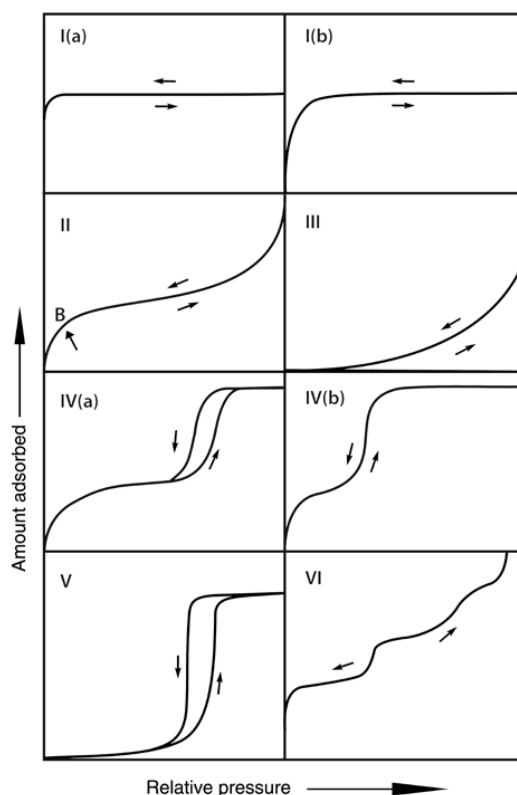 I(a)
I(b)
II
III
B
IV(a)
IV(b)
V
VI
Amount adsorbed
Relative pressure